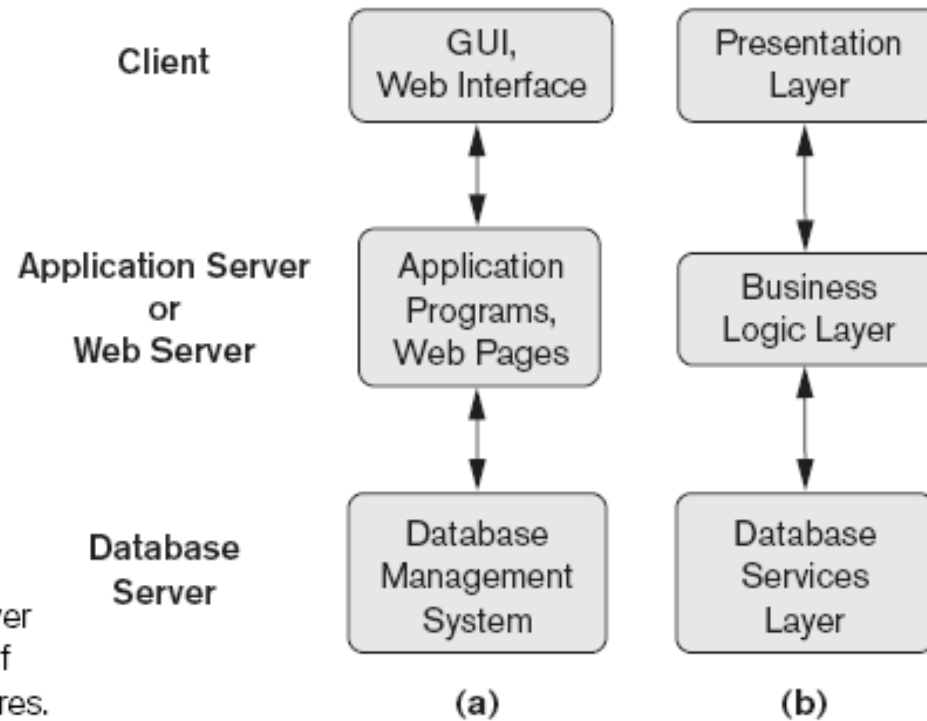 Client
GUI,
Web Interface
Presentation
Layer
Application Server
or
Web Server
Application
Programs,
Web Pages
Business
Logic Layer
Database
Server
Database
Management
System
Database
Services
Layer
of
(a)
(b)